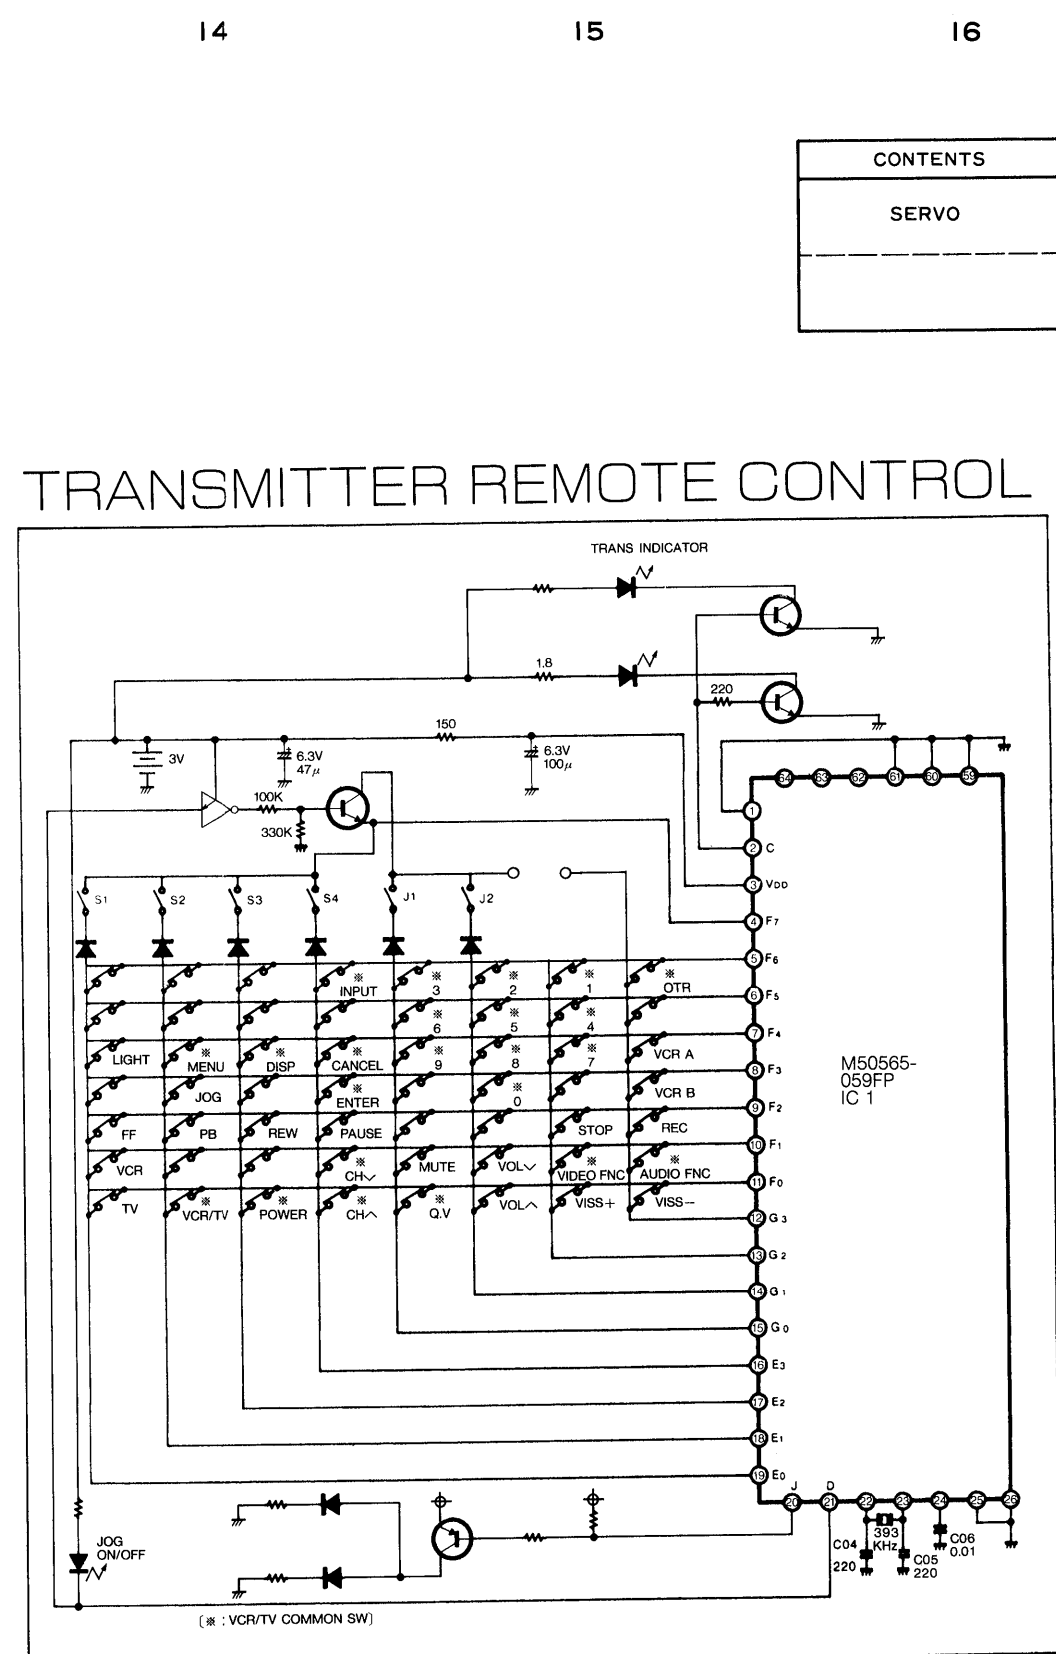 14 15 16
CONTENTS
SERVO
TRANSMITTER REMOTE CONTROL
TRANS INDICATOR
1.8
220
150
3V
6.3V
47μ
6.3V
100μ
100K
330K
64 63 62 61 60 59
1
2 C
3 VDD
4 F7
S1 S2 S3 S4 J1 J2
5 F6
※ INPUT ※ 3 ※ 2 ※ 1 ※ OTR
6 F5
※ 6 ※ 5 ※ 4
7 F4
LIGHT ※ MENU ※ DISP ※ CANCEL ※ 9 ※ 8 ※ 7 VCR A
8 F3
JOG ※ ENTER ※ 0 VCR B
9 F2
FF PB REW PAUSE STOP REC
10 F1
VCR ※ CH∨ MUTE VOL∨ ※ VIDEO FNC ※ AUDIO FNC
11 F0
TV ※ VCR/TV ※ POWER ※ CH∧ ※ Q.V VOL∧ VISS+ VISS−
12 G3
13 G2
14 G1
15 G0
16 E3
17 E2
18 E1
19 E0
M50565-
059FP
IC 1
J D
20 21 22 23 24 25 26
JOG
ON/OFF
C04
220
393
KHz
C05
220
C06
0.01
[※ : VCR/TV COMMON SW]